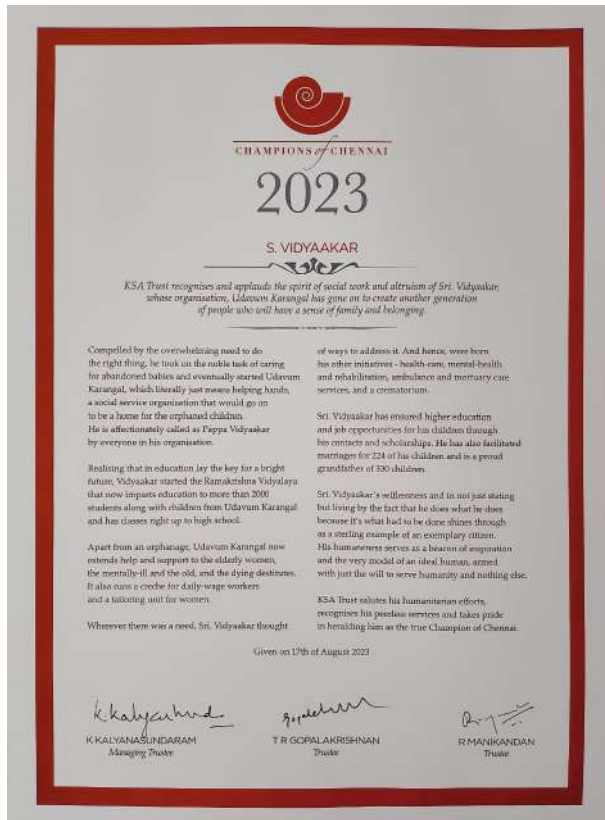 CHAMPIONS of CHENNAI
2023
S. VIDYAAKAR
KSA Trust recognises and applauds the spirit of social work and altruism of Sri. Vidyaakar,
whose organisation, Udavum Karangal has gone on to create another generation
of people who will have a sense of family and belonging.
Compelled by the overwhelming need to do
the right thing, he took on the noble task of caring
for abandoned babies and eventually started Udavum
Karangal, which literally just means helping hands,
a social service organisation that would go on
to be a home for the orphaned children.
He is affectionately called as Pappa Vidyaakar
by everyone in his organisation.
Realising that in education lay the key for a bright
future, Vidyaakar started the Ramakrishna Vidyalaya
that now imparts education to more than 2000
students along with children from Udavum Karangal
and has classes right up to high school.
Apart from an orphanage, Udavum Karangal now
extends help and support to the elderly women,
the mentally-ill and the old, and the dying destitutes.
It also runs a creche for daily-wage workers
and a tailoring unit for women.
Wherever there was a need, Sri. Vidyaakar thought
of ways to address it. And hence, were born
his other initiatives - health-care, mental-health
and rehabilitation, ambulance and mortuary care
services, and a crematorium.
Sri. Vidyaakar has ensured higher education
and job opportunities for his children through
his contacts and scholarships. He has also facilitated
marriages for 224 of his children and is a proud
grandfather of 330 children.
Sri. Vidyaakar's selflessness and in not just stating
but living by the fact that he does what he does
because it's what had to be done shines through
as a sterling example of an exemplary citizen.
His humaneness serves as a beacon of inspiration
and the very model of an ideal human, armed
with just the will to serve humanity and nothing else.
KSA Trust salutes his humanitarian efforts,
recognises his peerless services and takes pride
in heralding him as the true Champion of Chennai.
Given on 17th of August 2023
K KALYANASUNDARAM
Managing Trustee
T R GOPALAKRISHNAN
Trustee
R MANIKANDAN
Trustee